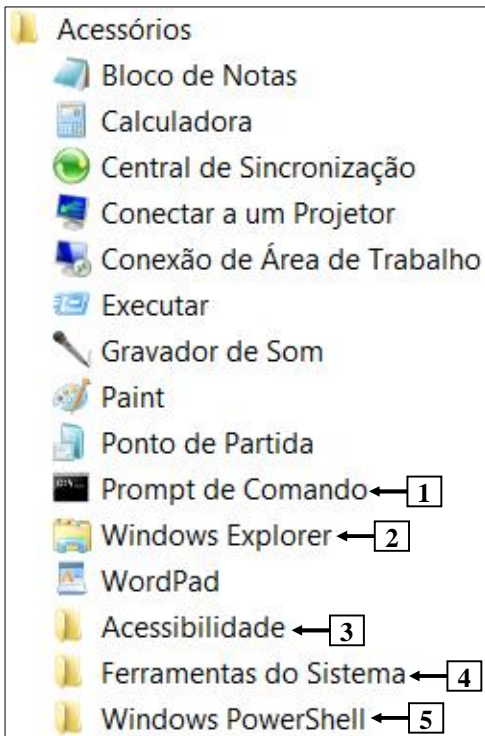 Acessórios
Bloco de Notas
Calculadora
Central de Sincronização
Conectar a um Projetor
Conexão de Área de Trabalho
Executar
Gravador de Som
Paint
Ponto de Partida
Prompt de Comando 1
Windows Explorer 2
WordPad
Acessibilidade 3
Ferramentas do Sistema 4
Windows PowerShell 5